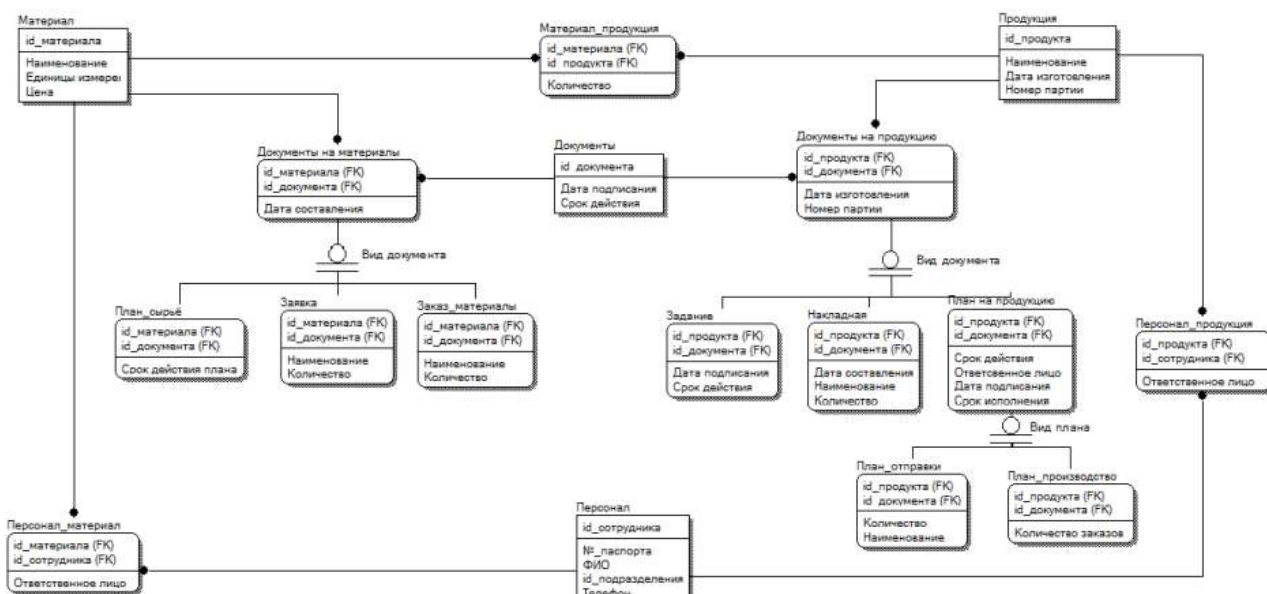 Материал
id_материала
Наименование
Единицы измерен
Цена
Материал_продукция
id_материала (FK)
id_продукта (FK)
Количество
Продукция
id_продукта
Наименование
Дата изготовления
Номер партии
Документы на материалы
id_материала (FK)
id_документа (FK)
Дата составления
Документы
id_документа
Дата подписания
Срок действия
Документы на продукцию
id_продукта (FK)
id_документа (FK)
Дата изготовления
Номер партии
Вид документа
Вид документа
План_сырьё
id_материала (FK)
id_документа (FK)
Срок действия плана
Заявка
id_материала (FK)
id_документа (FK)
Наименование
Количество
Заказ_материалы
id_материала (FK)
id_документа (FK)
Наименование
Количество
Задание
id_продукта (FK)
id_документа (FK)
Дата подписания
Срок действия
Накладная
id_продукта (FK)
id_документа (FK)
Дата составления
Наименование
Количество
План на продукцию
id_продукта (FK)
id_документа (FK)
Срок действия
Ответсвенное лицо
Дата подписания
Срок исполнения
Персонал_продукция
id_продукта (FK)
id_сотрудника (FK)
Ответственное лицо
Вид плана
План_отправки
id_продукта (FK)
id_документа (FK)
Количество
Наименование
План_производство
id_продукта (FK)
id_документа (FK)
Количество заказов
Персонал_материал
id_материала (FK)
id_сотрудника (FK)
Ответственное лицо
Персонал
id_сотрудника
№_паспорта
ФИО
id_подразделения
Телефон